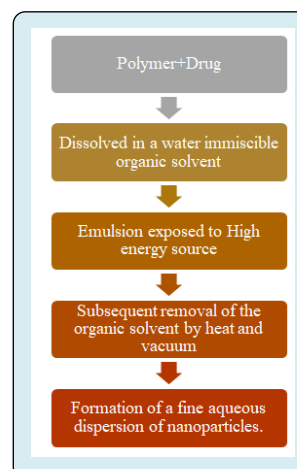 Polymer+Drug
Dissolved in a water immiscible
organic solvent
Emulsion exposed to High
energy source
Subsequent removal of the
organic solvent by heat and
vacuum
Formation of a fine aqueous
dispersion of nanoparticles.